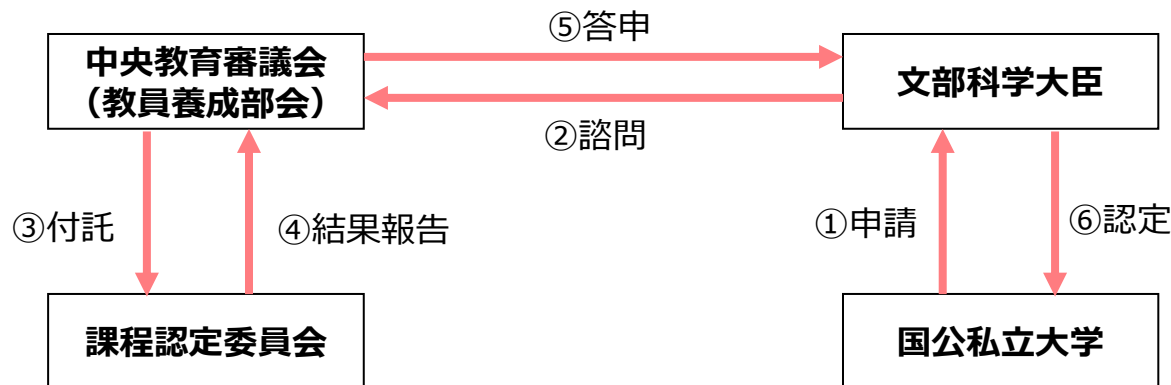 ⑤答申
中央教育審議会
（教員養成部会）
文部科学大臣
②諮問
③付託
④結果報告
①申請
⑥認定
課程認定委員会
国公私立大学